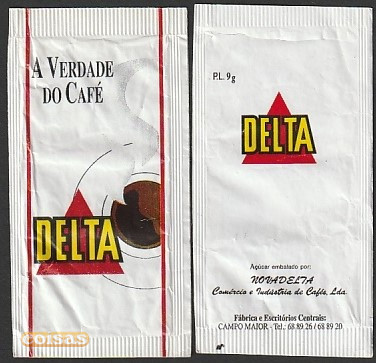 A VERDADE
DO CAFÉ
DELTA
coisas
P.L. 9g
DELTA
Açúcar embalado por:
NOVADELTA
Comércio e Indústria de Cafés, Lda.
Fábrica e Escritórios Centrais:
CAMPO MAIOR - Tel.: 68 89 26 / 68 89 20